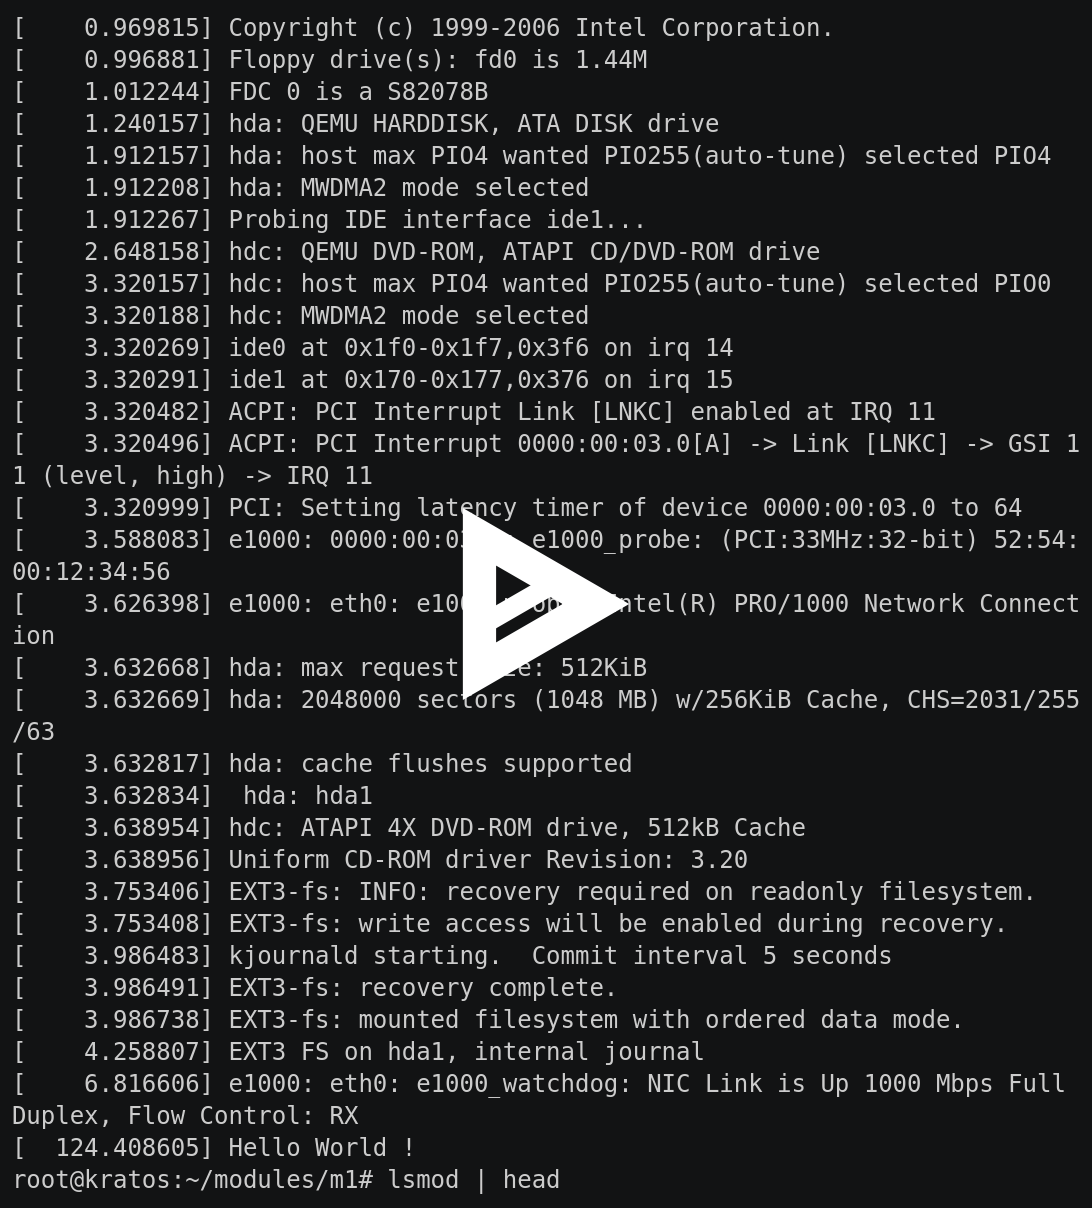 [    0.969815] Copyright (c) 1999-2006 Intel Corporation.
[    0.996881] Floppy drive(s): fd0 is 1.44M
[    1.012244] FDC 0 is a S82078B
[    1.240157] hda: QEMU HARDDISK, ATA DISK drive
[    1.912157] hda: host max PIO4 wanted PIO255(auto-tune) selected PIO4
[    1.912208] hda: MWDMA2 mode selected
[    1.912267] Probing IDE interface ide1...
[    2.648158] hdc: QEMU DVD-ROM, ATAPI CD/DVD-ROM drive
[    3.320157] hdc: host max PIO4 wanted PIO255(auto-tune) selected PIO0
[    3.320188] hdc: MWDMA2 mode selected
[    3.320269] ide0 at 0x1f0-0x1f7,0x3f6 on irq 14
[    3.320291] ide1 at 0x170-0x177,0x376 on irq 15
[    3.320482] ACPI: PCI Interrupt Link [LNKC] enabled at IRQ 11
[    3.320496] ACPI: PCI Interrupt 0000:00:03.0[A] -> Link [LNKC] -> GSI 1
1 (level, high) -> IRQ 11
[    3.320999] PCI: Setting latency timer of device 0000:00:03.0 to 64
[    3.588083] e1000: e1000_probe: (PCI:33MHz:32-bit) 52:54:
00:12:34:56
[    3.626398] e1000: eth0: Intel(R) PRO/1000 Network Connect
ion
[    3.632668] hda: max request size: 512KiB
[    3.632669] hda: 2048000 sectors (1048 MB) w/256KiB Cache, CHS=2031/255
/63
[    3.632817] hda: cache flushes supported
[    3.632834]  hda: hda1
[    3.638954] hdc: ATAPI 4X DVD-ROM drive, 512kB Cache
[    3.638956] Uniform CD-ROM driver Revision: 3.20
[    3.753406] EXT3-fs: INFO: recovery required on readonly filesystem.
[    3.753408] EXT3-fs: write access will be enabled during recovery.
[    3.986483] kjournald starting.  Commit interval 5 seconds
[    3.986491] EXT3-fs: recovery complete.
[    3.986738] EXT3-fs: mounted filesystem with ordered data mode.
[    4.258807] EXT3 FS on hda1, internal journal
[    6.816606] e1000: eth0: e1000_watchdog: NIC Link is Up 1000 Mbps Full
Duplex, Flow Control: RX
[  124.408605] Hello World !
root@kratos:~/modules/m1# lsmod | head